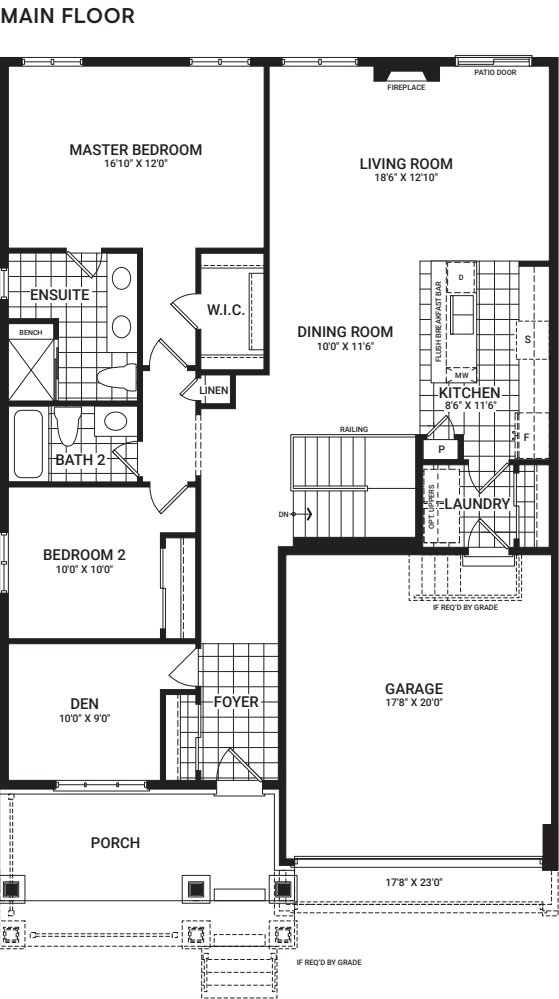 MAIN FLOOR
PATIO DOOR
FIREPLACE
MASTER BEDROOM
16'10" X 12'0"
LIVING ROOM
18'6" X 12'10"
ENSUITE
W.I.C.
D
FLUSH BREAKFAST BAR
BENCH
DINING ROOM
10'0" X 11'6"
S
MW
LINEN
KITCHEN
8'6" X 11'6"
RAILING
F
P
BATH 2
OPT. UPPERS
LAUNDRY
DN
BEDROOM 2
10'0" X 10'0"
IF REQ'D BY GRADE
DEN
10'0" X 9'0"
FOYER
GARAGE
17'8" X 20'0"
PORCH
17'8" X 23'0"
IF REQ'D BY GRADE